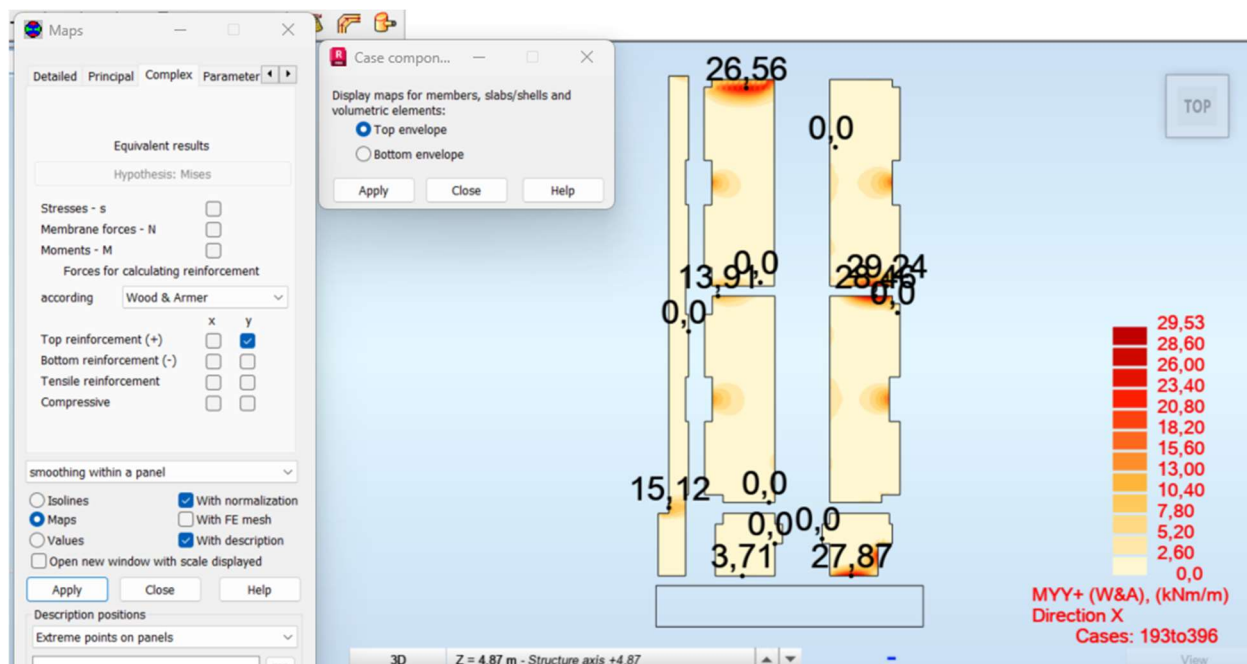 Maps
Detailed Principal Complex Parameter
Equivalent results
Hypothesis: Mises
Stresses - s
Membrane forces - N
Moments - M
Forces for calculating reinforcement
according Wood & Armer
x y
Top reinforcement (+)
Bottom reinforcement (-)
Tensile reinforcement
Compressive
smoothing within a panel
Isolines With normalization
Maps With FE mesh
Values With description
Open new window with scale displayed
Apply Close Help
Description positions
Extreme points on panels
Case compon...
Display maps for members, slabs/shells and
volumetric elements:
Top envelope
Bottom envelope
Apply Close Help
26,56
0,0
0,0
13,91
29,24
28,46
0,0
0,0
15,12
0,0
0,0
0,0
3,71
27,87
TOP
29,53
28,60
26,00
23,40
20,80
18,20
15,60
13,00
10,40
7,80
5,20
2,60
0,0
MYY+ (W&A), (kNm/m)
Direction X
Cases: 193to396
3D Z = 4.87 m - Structure axis +4.87
View